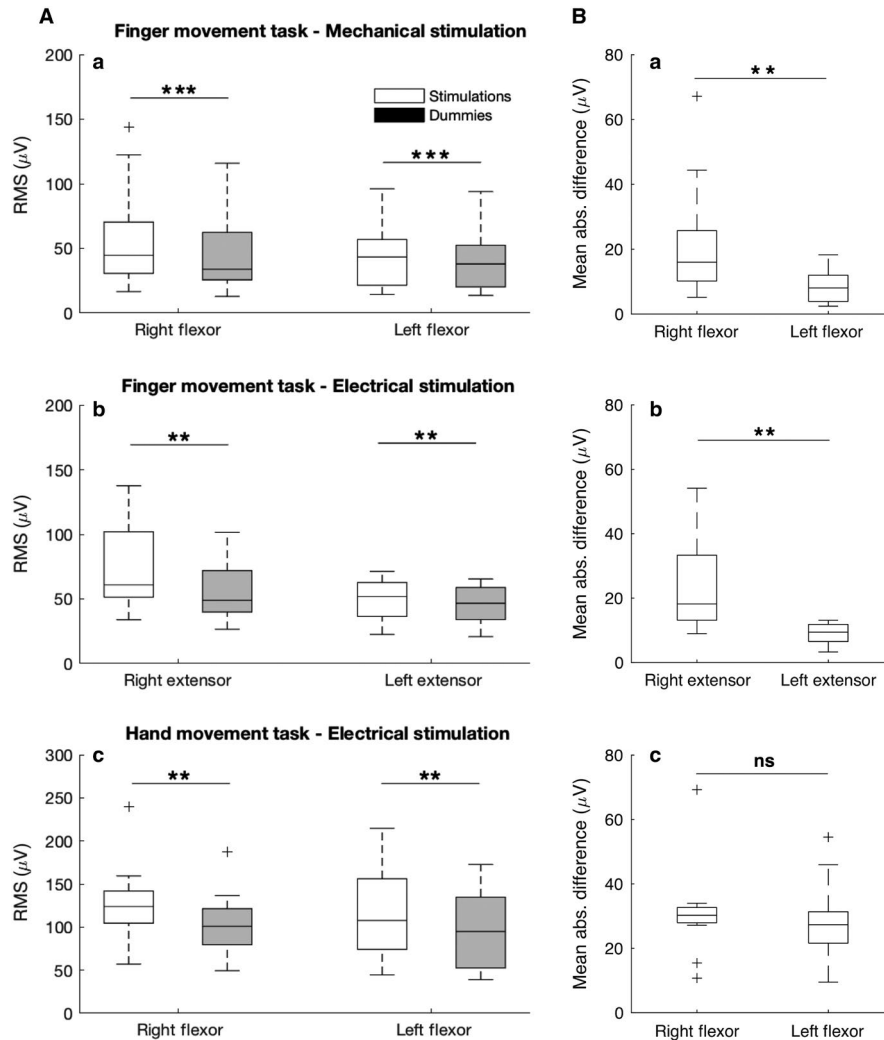 A
Finger movement task - Mechanical stimulation
a
200
150
100
50
0
RMS (μV)
***
***
Stimulations
Dummies
Right flexor
Left flexor
B
a
80
60
40
20
0
Mean abs. difference (μV)
**
Right flexor
Left flexor
Finger movement task - Electrical stimulation
b
200
150
100
50
0
RMS (μV)
**
**
Right extensor
Left extensor
b
80
60
40
20
0
Mean abs. difference (μV)
**
Right extensor
Left extensor
Hand movement task - Electrical stimulation
c
300
250
200
150
100
50
0
RMS (μV)
**
**
Right flexor
Left flexor
c
80
60
40
20
0
Mean abs. difference (μV)
ns
Right flexor
Left flexor